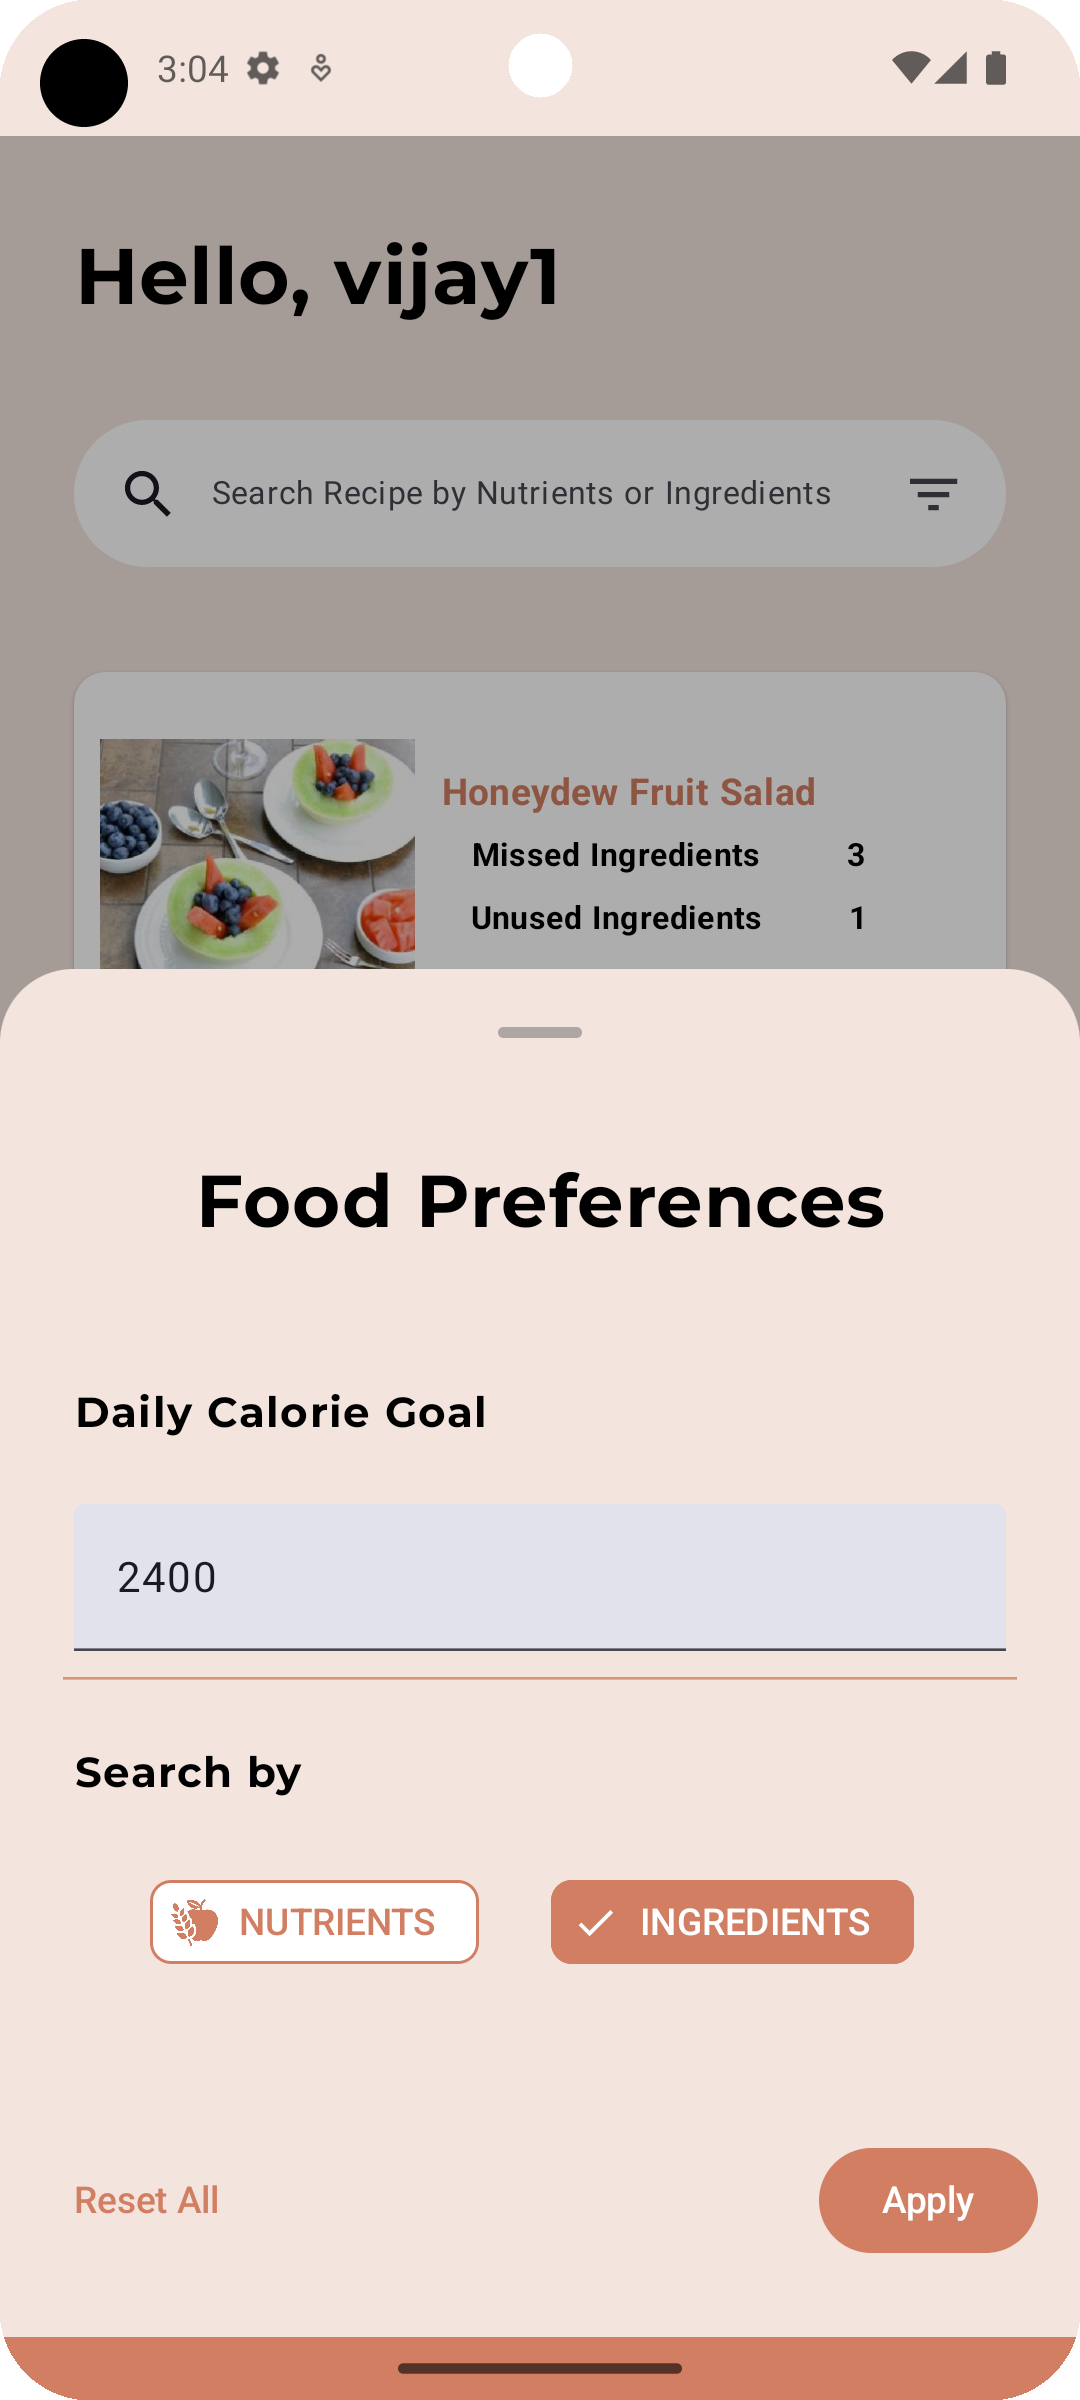 3:04
Hello, vijay1
Search Recipe by Nutrients or Ingredients
Honeydew Fruit Salad
Missed Ingredients 3
Unused Ingredients 1
Food Preferences
Daily Calorie Goal
2400
Search by
NUTRIENTS INGREDIENTS
Reset All Apply